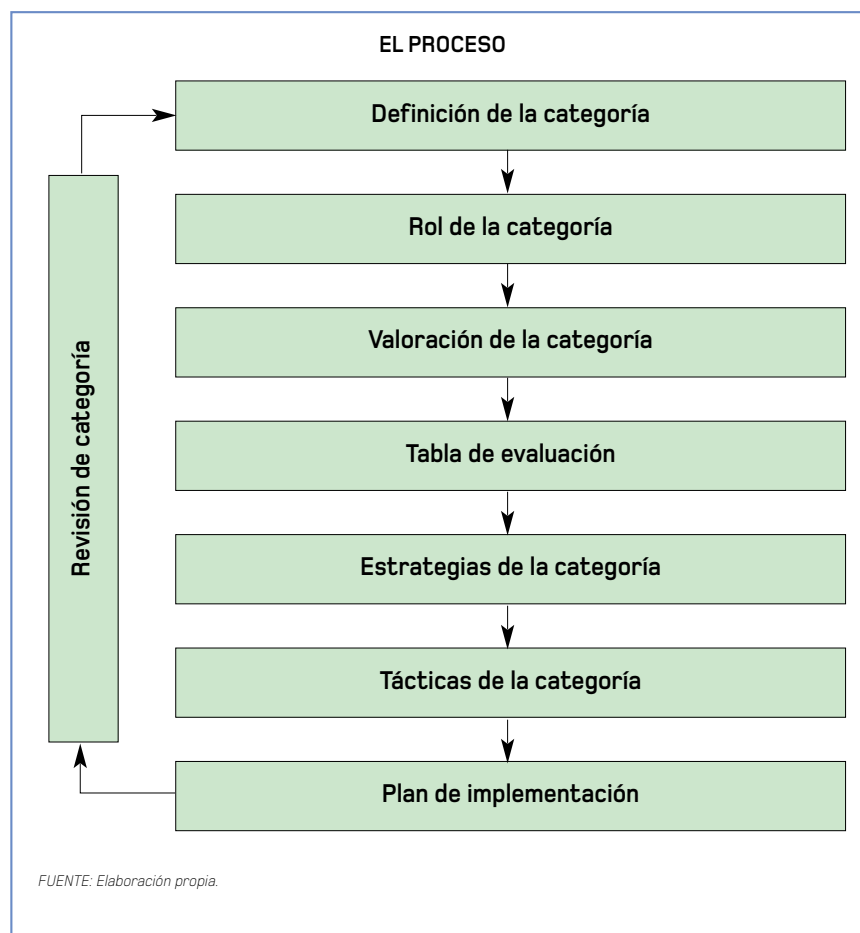 EL PROCESO
Definición de la categoría
Rol de la categoría
Valoración de la categoría
Tabla de evaluación
Estrategias de la categoría
Tácticas de la categoría
Plan de implementación
Revisión de categoría
FUENTE: Elaboración propia.